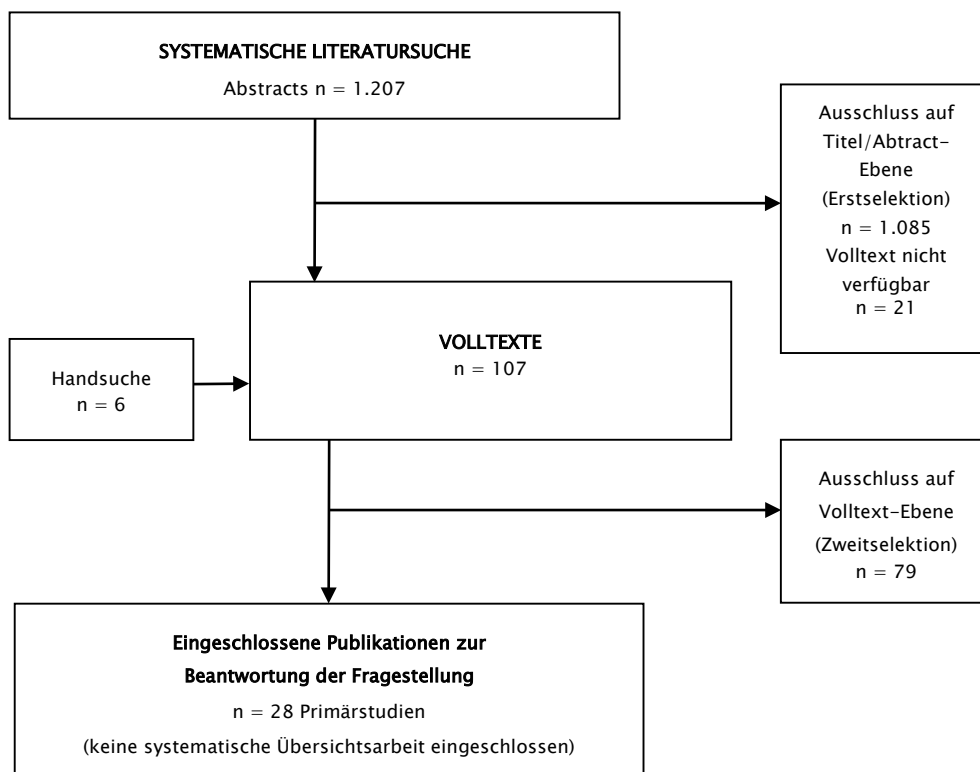 SYSTEMATISCHE LITERATURSUCHE
Abstracts n = 1.207
Ausschluss auf
Titel/Abtract-
Ebene
(Erstselektion)
n = 1.085
Volltext nicht
verfügbar
n = 21
VOLLTEXTE
n = 107
Handsuche
n = 6
Ausschluss auf
Volltext-Ebene
(Zweitselektion)
n = 79
Eingeschlossene Publikationen zur
Beantwortung der Fragestellung
n = 28 Primärstudien
(keine systematische Übersichtsarbeit eingeschlossen)